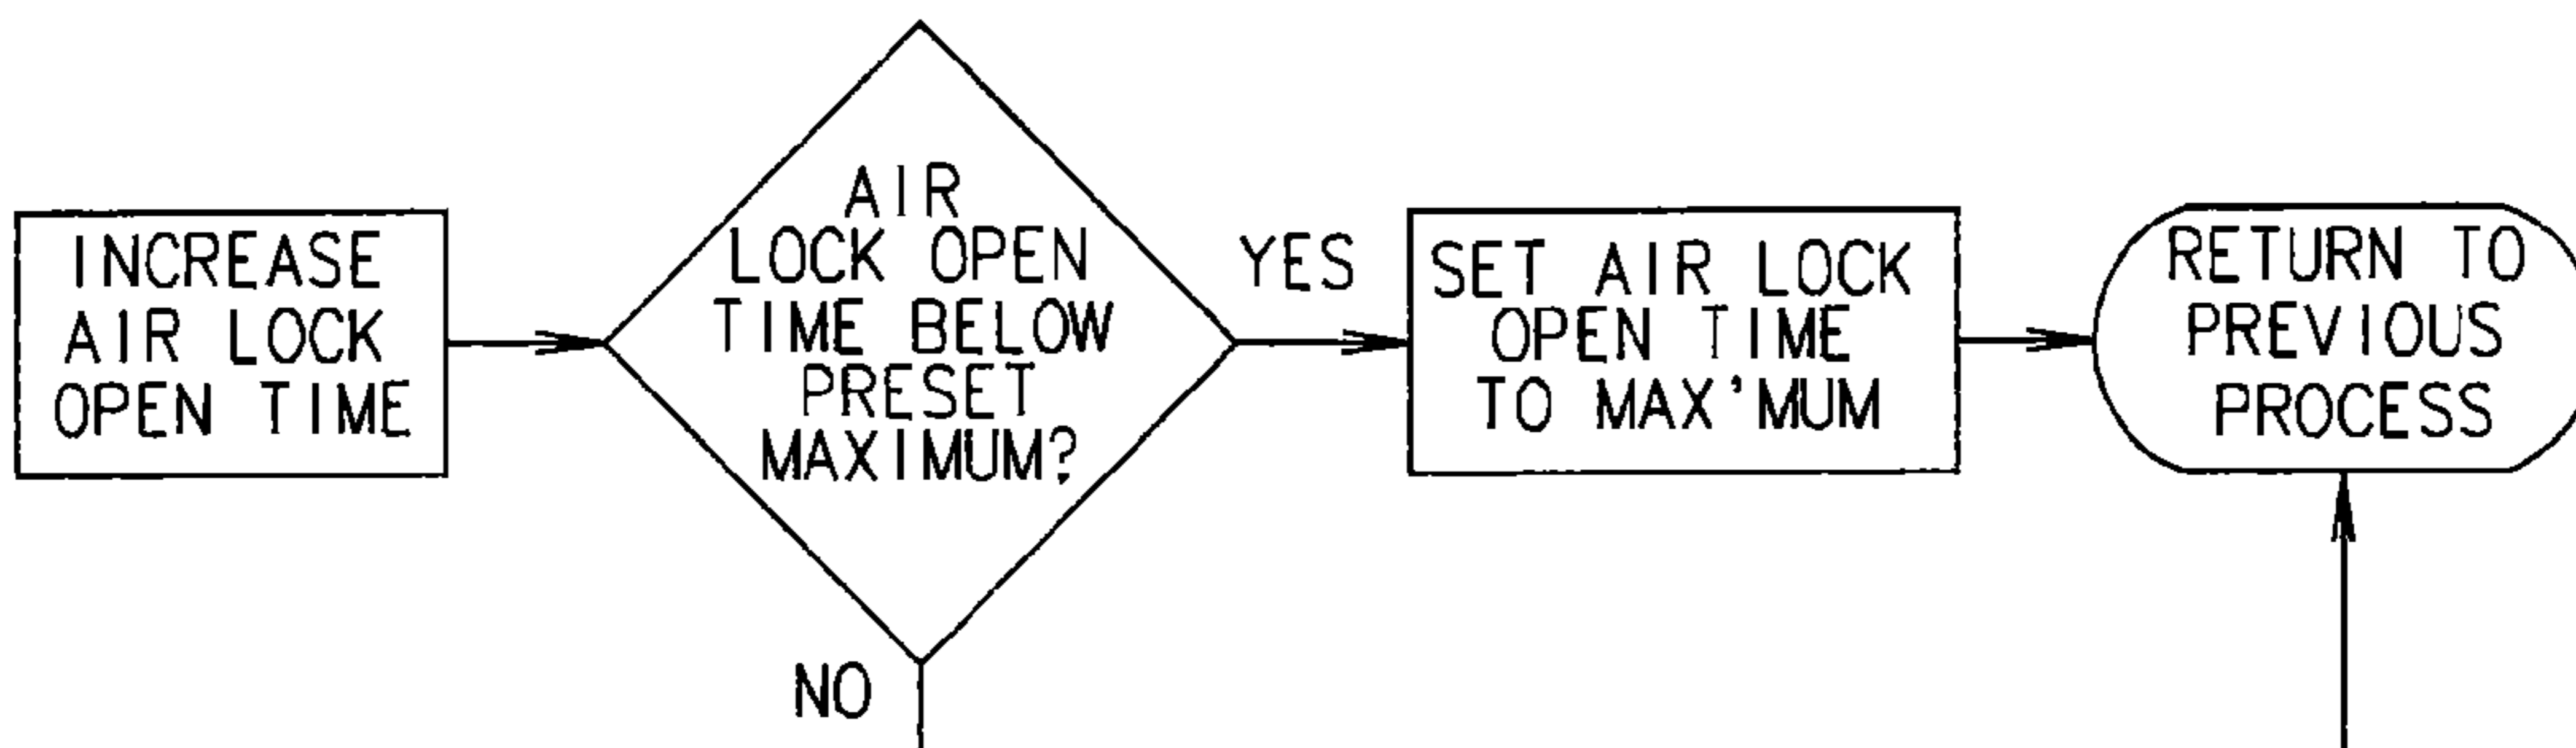 INCREASE
AIR LOCK
OPEN TIME
AIR
LOCK OPEN
TIME BELOW
PRESET
MAXIMUM?
YES
SET AIR LOCK
OPEN TIME
TO MAX'MUM
RETURN TO
PREVIOUS
PROCESS
NO